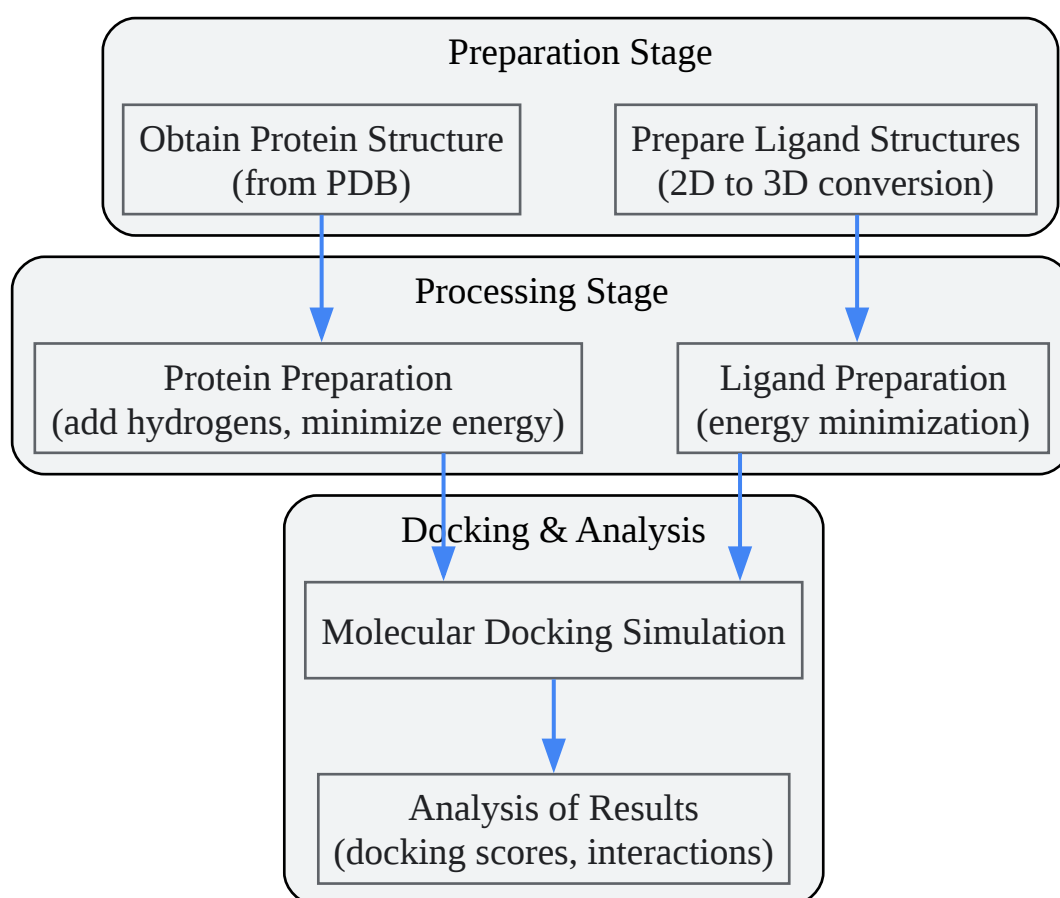 Preparation Stage
Obtain Protein Structure
(from PDB)
Prepare Ligand Structures
(2D to 3D conversion)
Processing Stage
Protein Preparation
(add hydrogens, minimize energy)
Ligand Preparation
(energy minimization)
Docking & Analysis
Molecular Docking Simulation
Analysis of Results
(docking scores, interactions)